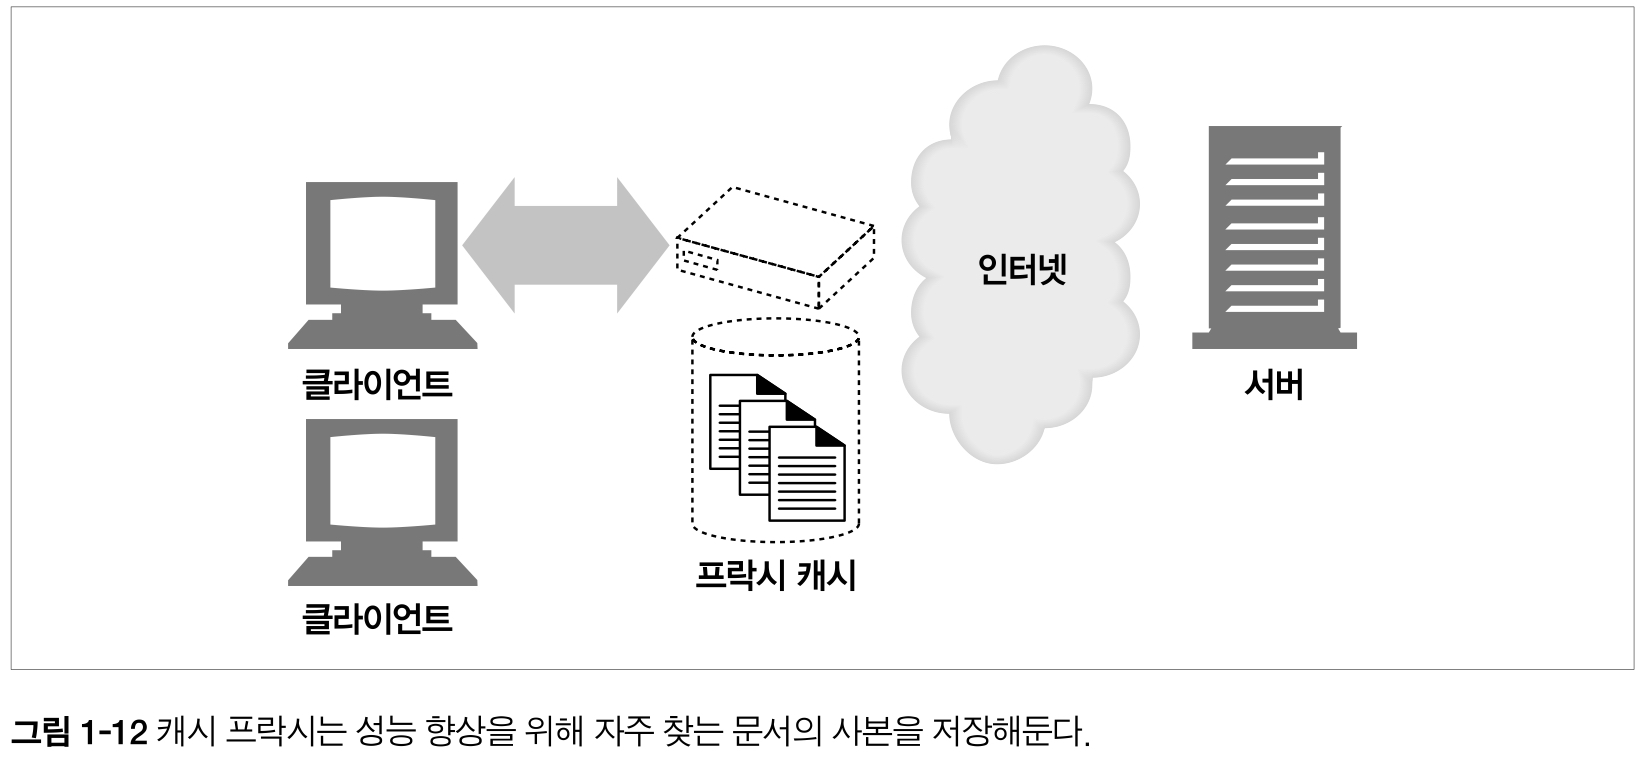 인터넷
클라이언트
서버
프락시 캐시
클라이언트
그림 1-12 캐시 프락시는 성능 향상을 위해 자주 찾는 문서의 사본을 저장해둔다.